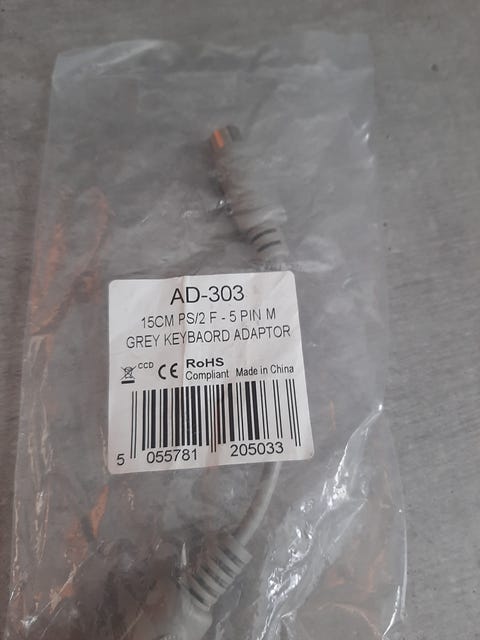 AD-303
15CM PS/2 F - 5 PIN M
GREY KEYBAORD ADAPTOR
CCD CE RoHS
Compliant Made in China
5 055781 205033